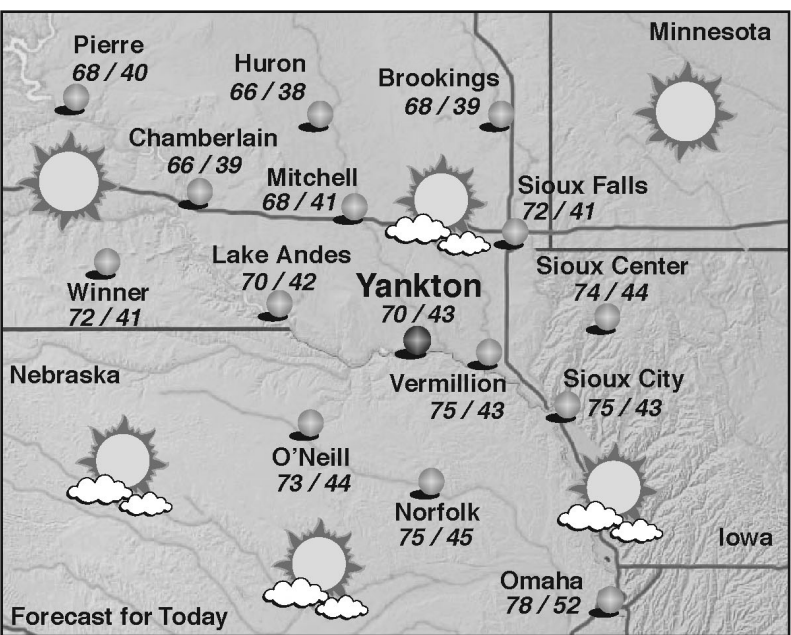 Minnesota
Pierre
68 / 40
Huron
66 / 38
Brookings
68 / 39
Chamberlain
66 / 39
Mitchell
68 / 41
Sioux Falls
72 / 41
Lake Andes
70 / 42
Yankton
70 / 43
Sioux Center
74 / 44
Winner
72 / 41
Nebraska
Vermillion
75 / 43
Sioux City
75 / 43
O'Neill
73 / 44
Norfolk
75 / 45
Iowa
Omaha
78 / 52
Forecast for Today